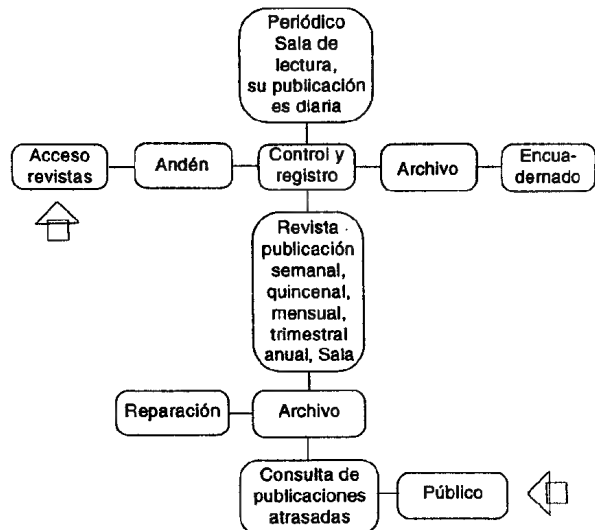 Periódico
Sala de
lectura,
su publicación
es diaria
Acceso
revistas
Andén
Control y
registro
Archivo
Encua-
dernado
Revista
publicación
semanal,
quincenal,
mensual,
trimestral
anual, Sala
Reparación
Archivo
Consulta de
publicaciones
atrasadas
Público